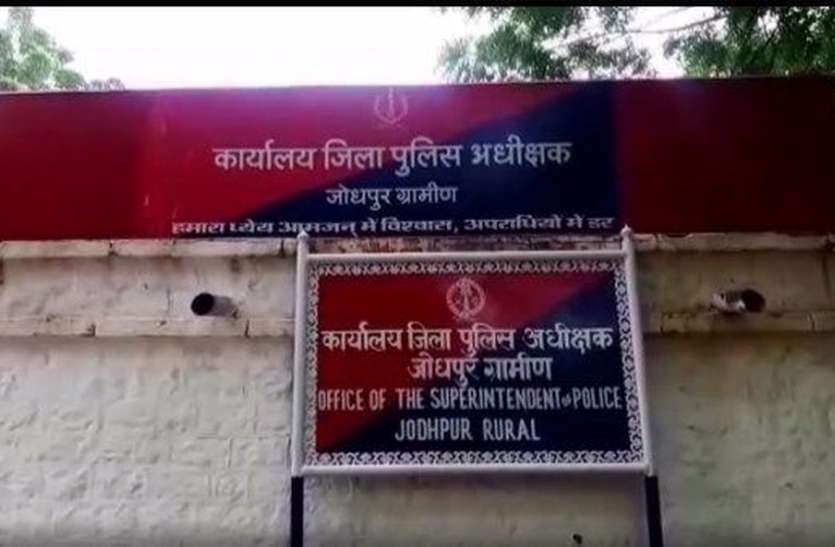 कार्यालय जिला पुलिस अधीक्षक
जोधपुर ग्रामीण
हमारा ध्येय आमजन् में विश्वास, अपराधियों में डर
कार्यालय जिला पुलिस अधीक्षक
जोधपुर ग्रामीण
OFFICE OF THE SUPERINTENDENT of POLICE
JODHPUR RURAL